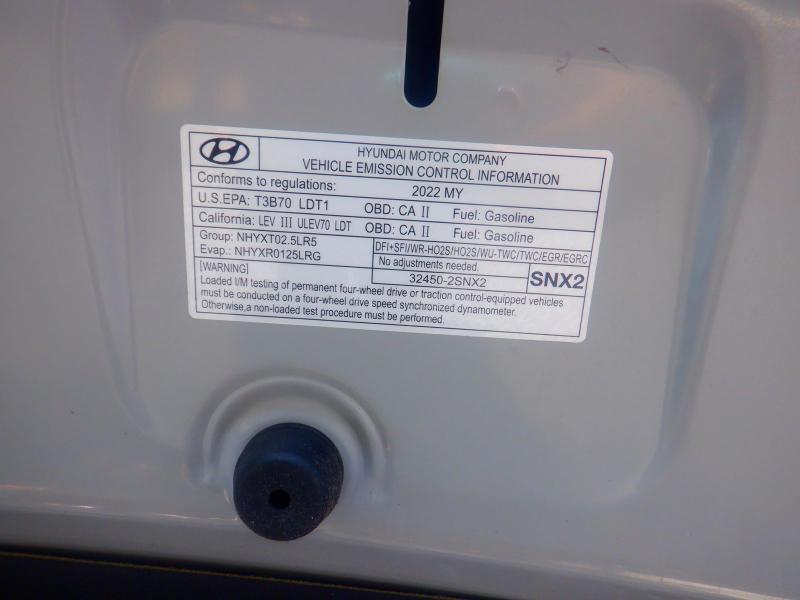 HYUNDAI MOTOR COMPANY
VEHICLE EMISSION CONTROL INFORMATION
Conforms to regulations: 2022 MY
U.S.EPA: T3B70 LDT1 OBD: CA II Fuel: Gasoline
California: LEV III ULEV70 LDT OBD: CA II Fuel: Gasoline
Group: NHYXT02.5LR5
Evap.: NHYXR0125LRG
DFI+SFI/WR-HO2S/HO2S/WU-TWC/TWC/EGR/EGRC
No adjustments needed.
32450-2SNX2
SNX2
[WARNING]
Loaded I/M testing of permanent four-wheel drive or traction control-equipped vehicles
must be conducted on a four-wheel drive speed synchronized dynamometer.
Otherwise,a non-loaded test procedure must be performed.